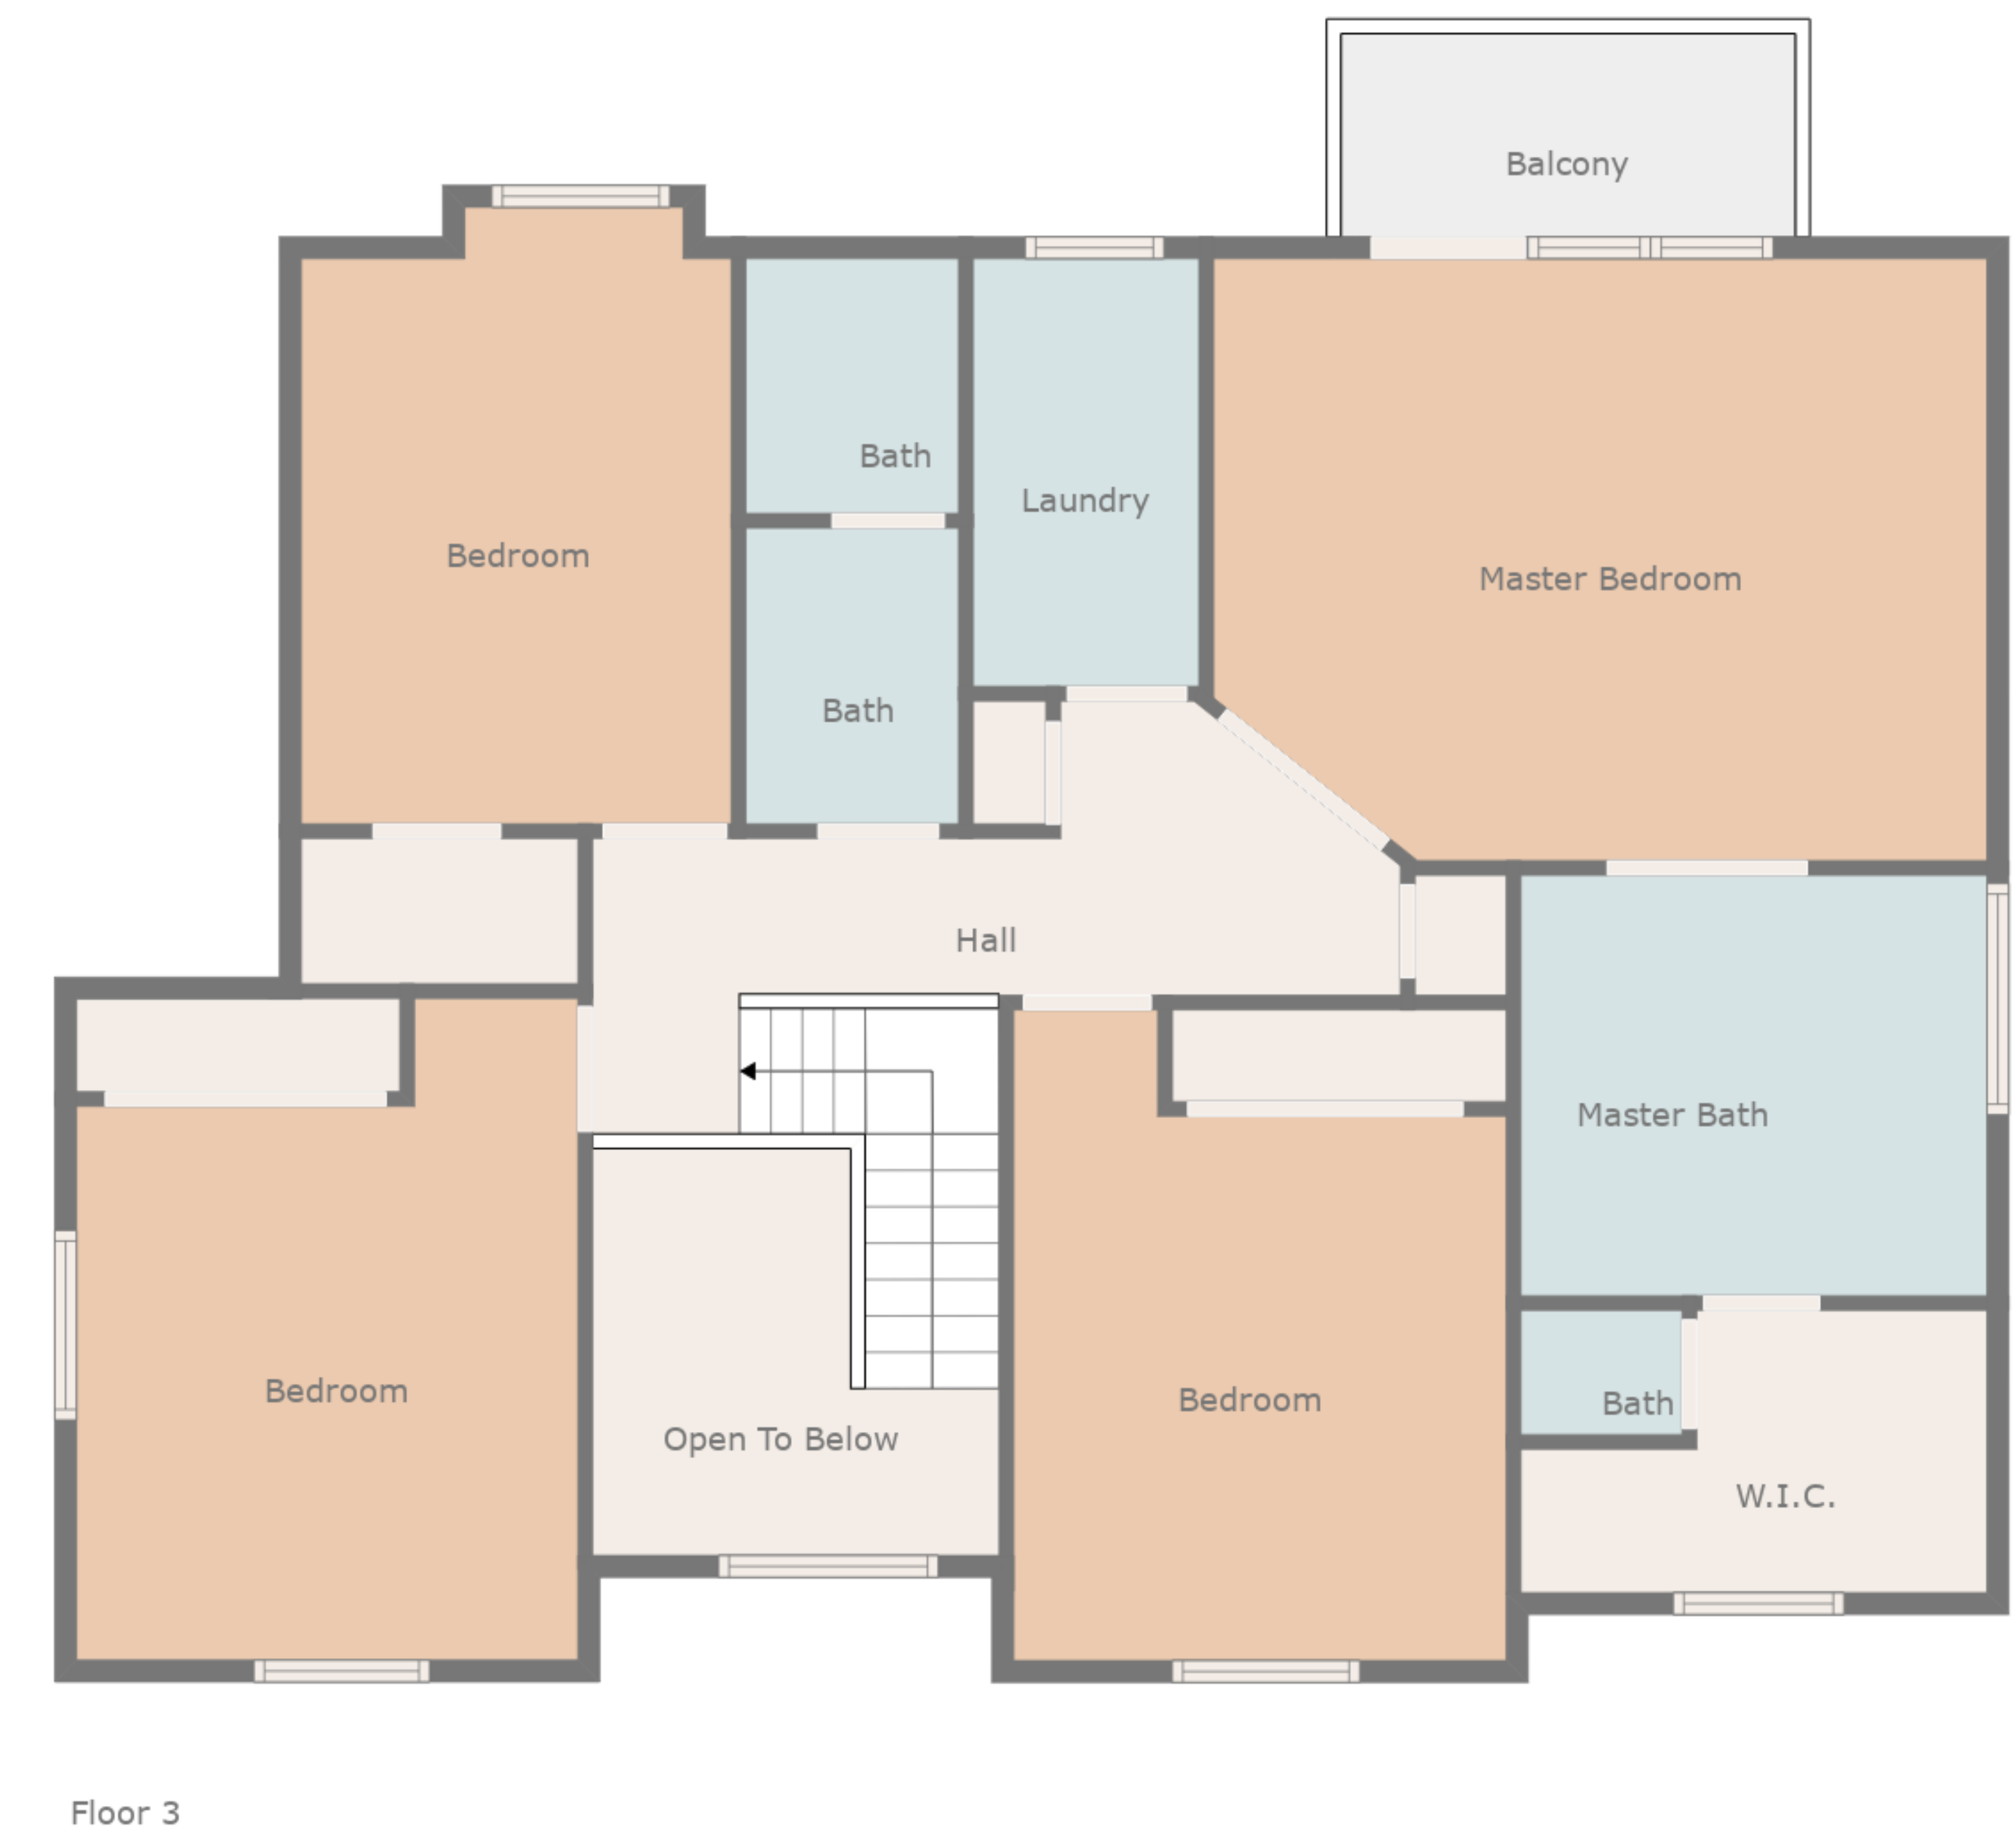 Balcony
Bath
Laundry
Bedroom
Master Bedroom
Bath
Hall
Master Bath
Bedroom
Bedroom
Bath
Open To Below
W.I.C.
Floor 3